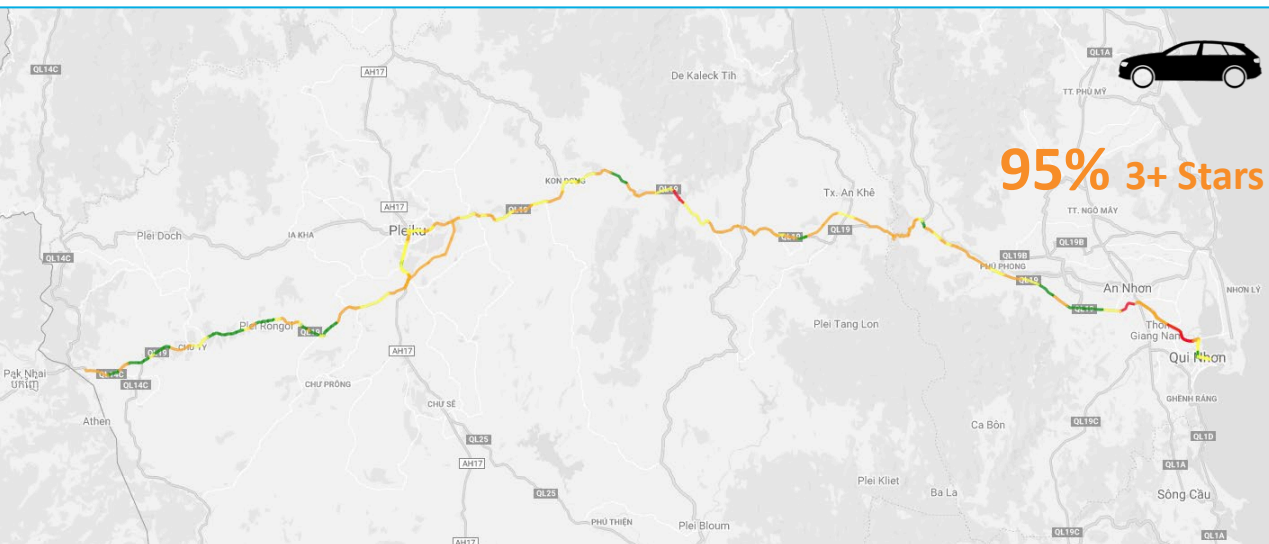 QL1A
QL14C
AH17
De Kaleck Tih
TT. PHÙ MỸ
95% 3+ Stars
QL19
Tx. An Khê
AH17
QL19
TT. NGÔ MÂY
Plei Doch
IA KHA
Pleiku
QL19
QL19
QL19B
QL14C
QL19B
PHÚ PHONG
QL19
An Nhơn
NHƠN LÝ
Plei Rongol
QL19
Plei Tang Lon
Giang Nam
QL19
CHƯ TY
AH17
Qui Nhơn
Pak Nhai
QL14C
QL14C
CHƯ PRÔNG
GHỀNH RÁNG
CHƯ SÊ
Athen
Ca Bôn
QL19C
QL1D
QL25
AH17
QL1A
Plei Kliet
Ba La
QL25
Sông Cầu
PHÚ THIỆN
Plei Bloum
QL19C
QL1A
AH17